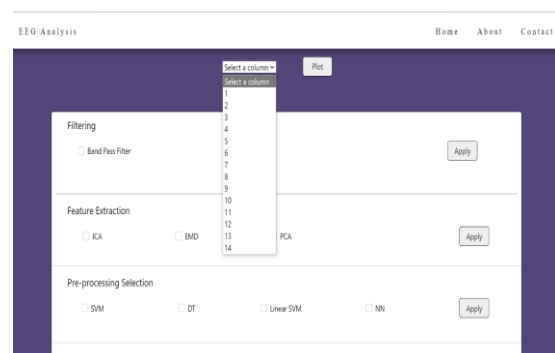 EEG Analysis Home About Contact
Select a column Plot
Select a column
1
2
3
4
5
6
7
8
9
10
11
12
13
14
Filtering
Band Pass Filter Apply
Feature Extraction
ICA EMD PCA Apply
Pre-processing Selection
SVM DT Linear SVM NN Apply